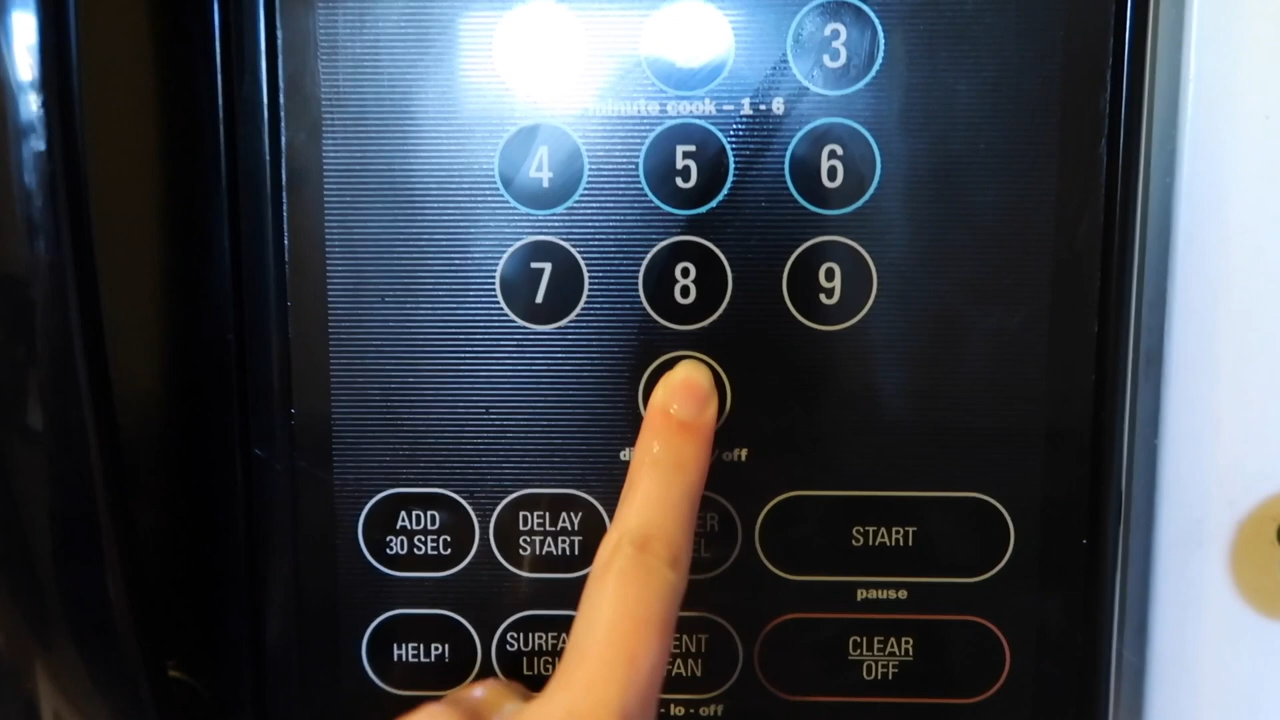 3
minute cook – 1 - 6
4 5 6
7 8 9
off
ADD
30 SEC
DELAY
START
START
pause
HELP!
CLEAR
OFF
FAN
- lo - off